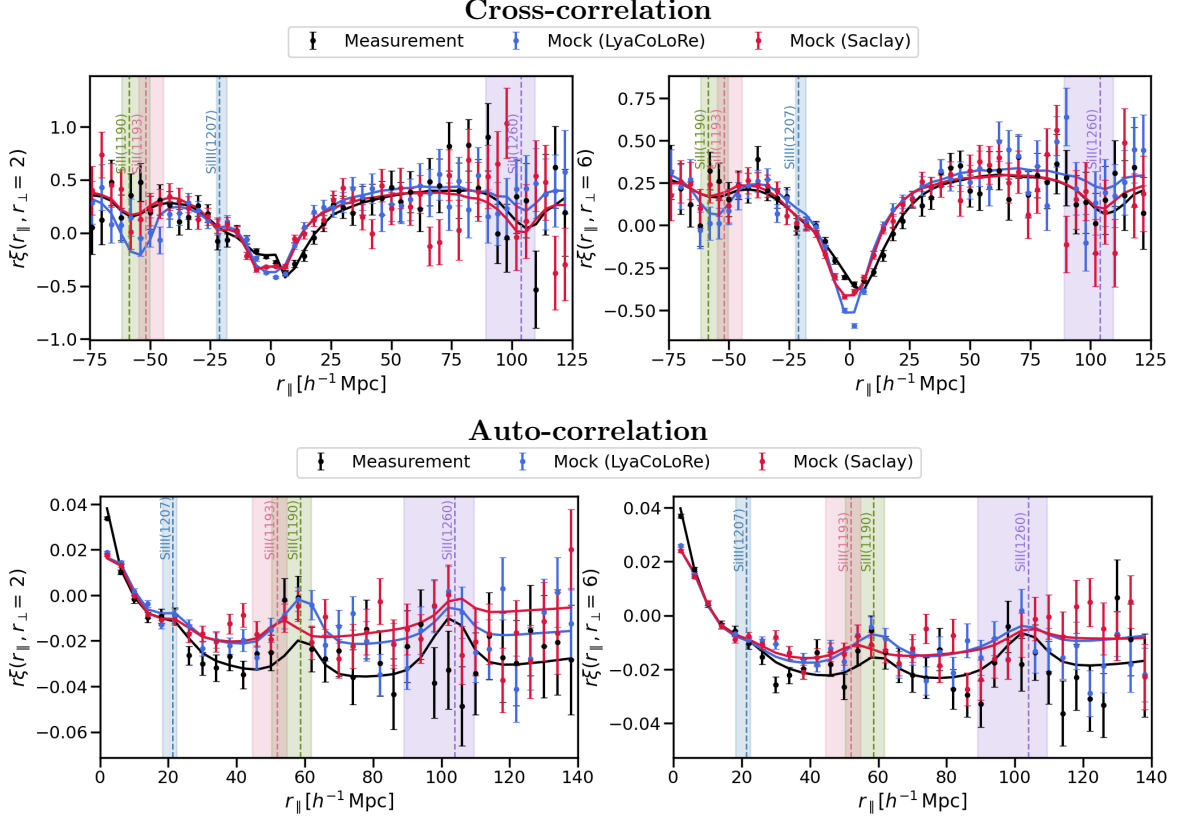 Cross-correlation
Measurement Mock (LyaCoLoRe) Mock (Saclay)
rξ(r∥, r⊥ = 2)
1.0
0.5
0.0
−0.5
−1.0
SiII(1190)
SiII(1193)
SiIII(1207)
SiII(1260)
−75 −50 −25 0 25 50 75 100 125
r∥ [h⁻¹ Mpc]
rξ(r∥, r⊥ = 6)
0.75
0.50
0.25
0.00
−0.25
−0.50
SiII(1190)
SiII(1193)
SiIII(1207)
SiII(1260)
−75 −50 −25 0 25 50 75 100 125
r∥ [h⁻¹ Mpc]
Auto-correlation
Measurement Mock (LyaCoLoRe) Mock (Saclay)
rξ(r∥, r⊥ = 2)
0.04
0.02
0.00
−0.02
−0.04
−0.06
SiIII(1207)
SiII(1193)
SiII(1190)
SiII(1260)
0 20 40 60 80 100 120 140
r∥ [h⁻¹ Mpc]
rξ(r∥, r⊥ = 6)
0.04
0.02
0.00
−0.02
−0.04
SiIII(1207)
SiII(1193)
SiII(1190)
SiII(1260)
0 20 40 60 80 100 120 140
r∥ [h⁻¹ Mpc]